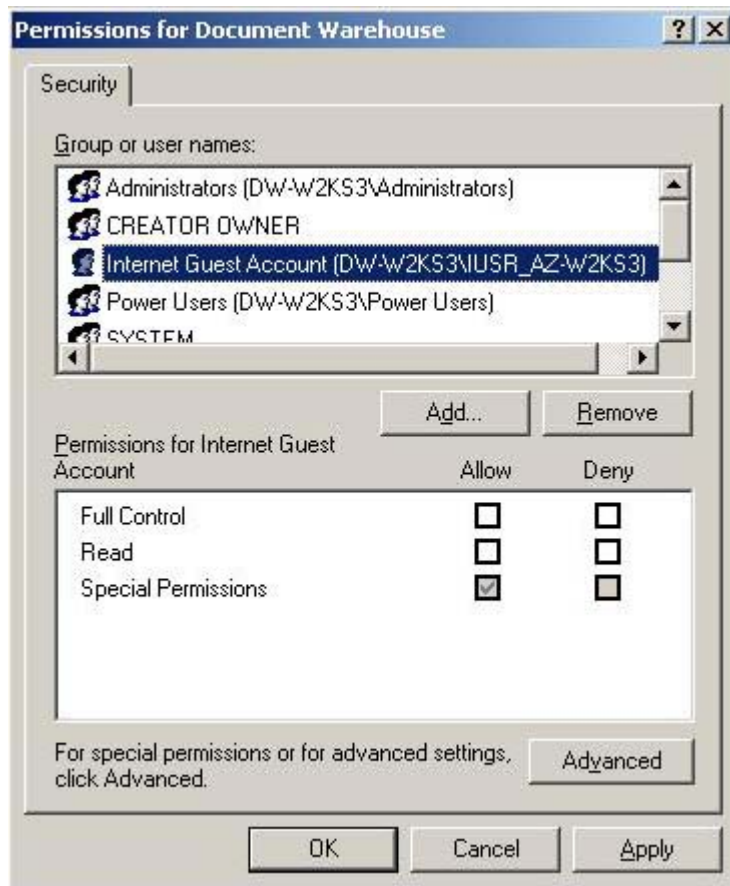 Permissions for Document Warehouse
Security
Group or user names:
Administrators (DW-W2KS3\Administrators)
CREATOR OWNER
Internet Guest Account (DW-W2KS3\IUSR_AZ-W2KS3)
Power Users (DW-W2KS3\Power Users)
SYSTEM
Add... Remove
Permissions for Internet Guest
Account Allow Deny
Full Control
Read
Special Permissions
For special permissions or for advanced settings,
click Advanced.
Advanced
OK Cancel Apply